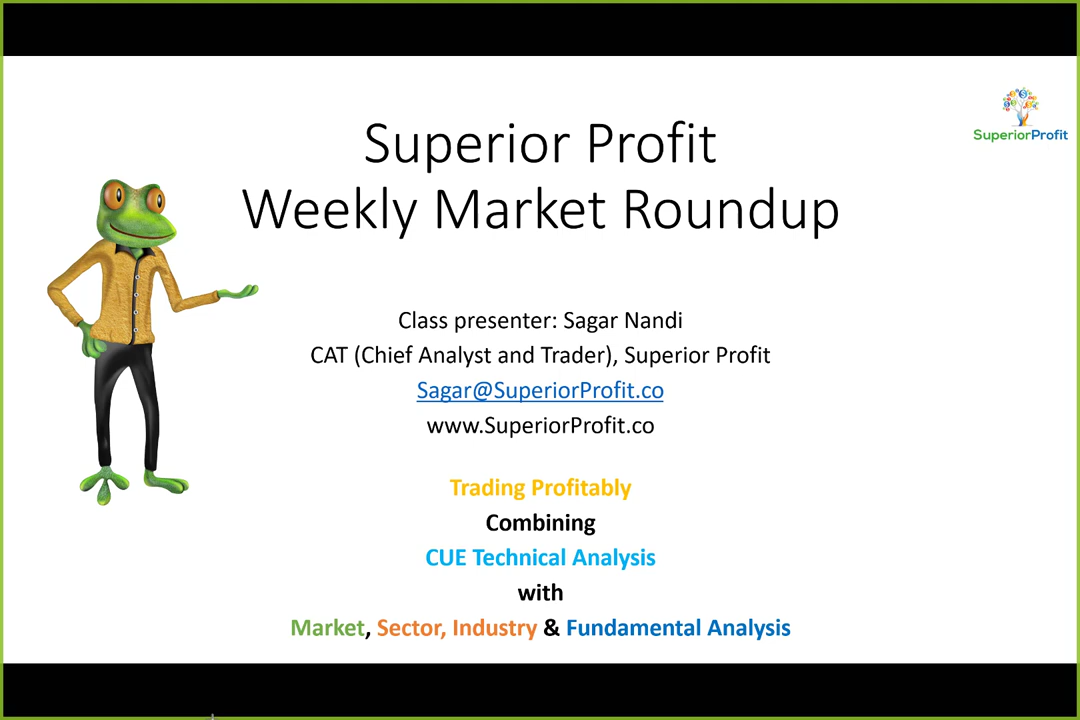 SuperiorProfit
Superior Profit
Weekly Market Roundup
Class presenter: Sagar Nandi
CAT (Chief Analyst and Trader), Superior Profit
Sagar@SuperiorProfit.co
www.SuperiorProfit.co
Trading Profitably
Combining
CUE Technical Analysis
with
Market, Sector, Industry & Fundamental Analysis